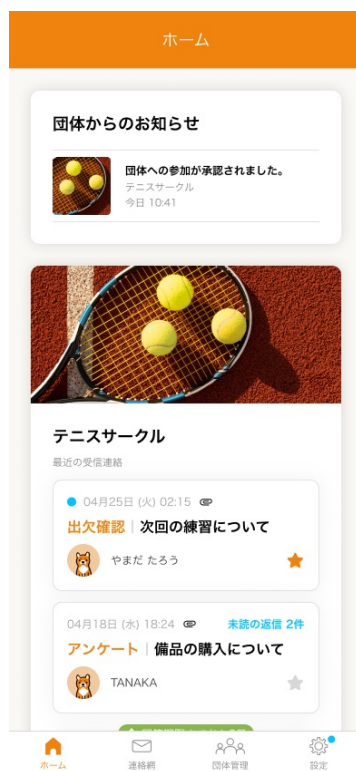 ホーム
団体からのお知らせ
団体への参加が承認されました。
テニスサークル
今日 10:41
テニスサークル
最近の受信連絡
04月25日 (火) 02:15
出欠確認 | 次回の練習について
やまだ たろう
04月18日 (水) 18:24 未読の返信 2件
アンケート | 備品の購入について
TANAKA
ホーム 連絡網 団体管理 設定